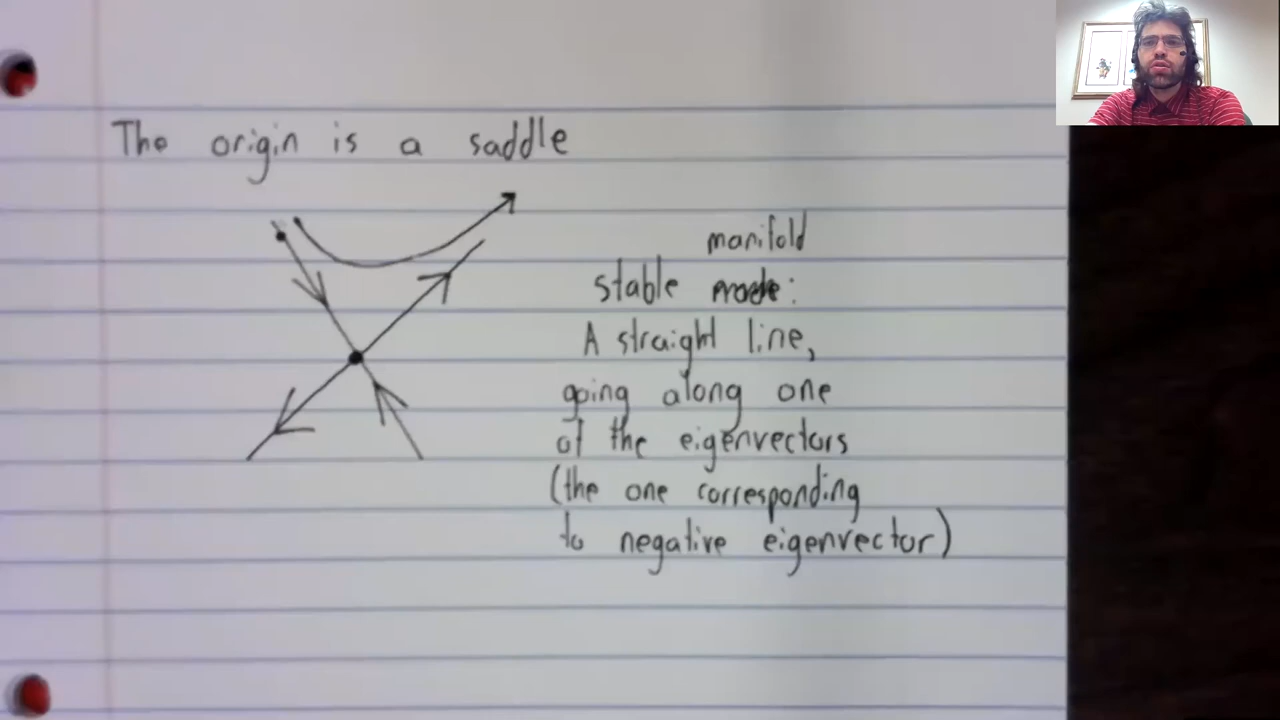 The origin is a saddle
manifold
stable mode:
A straight line,
going along one
of the eigenvectors
(the one corresponding
to negative eigenvector)